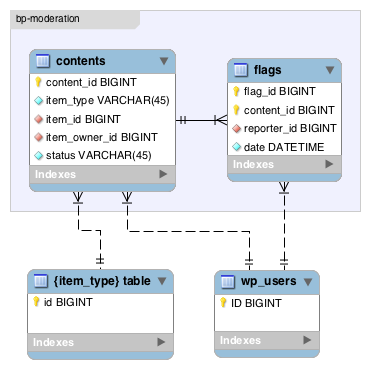 bp-moderation
contents
content_id BIGINT
item_type VARCHAR(45)
item_id BIGINT
item_owner_id BIGINT
status VARCHAR(45)
Indexes
flags
flag_id BIGINT
content_id BIGINT
reporter_id BIGINT
date DATETIME
Indexes
{item_type} table
id BIGINT
Indexes
wp_users
ID BIGINT
Indexes